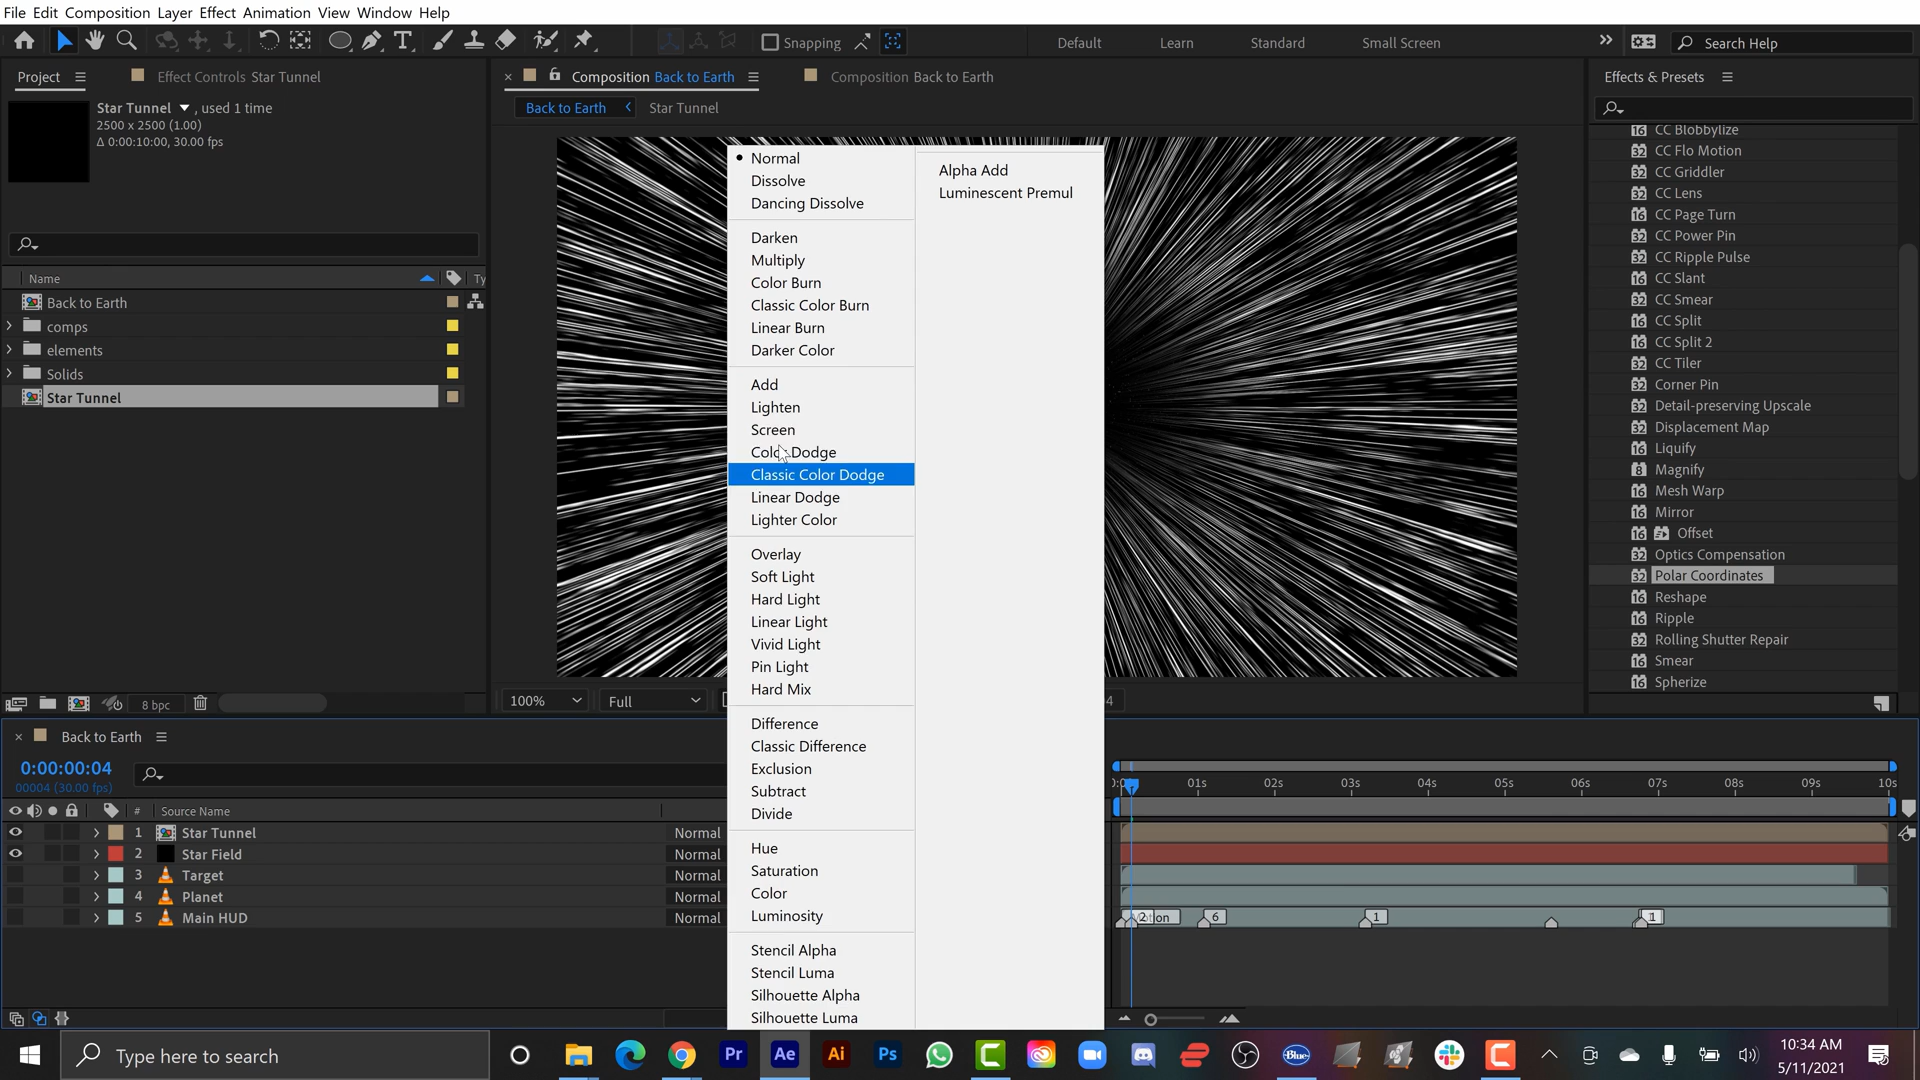 File Edit Composition Layer Effect Animation View Window Help
Snapping
Default Learn Standard Small Screen
Search Help
Project
Effect Controls Star Tunnel
Composition Back to Earth
Composition Back to Earth
Effects & Presets
Star Tunnel , used 1 time
2500 x 2500 (1.00)
Δ 0:00:10:00, 30.00 fps
Back to Earth
Star Tunnel
Name
Ty
Back to Earth
comps
elements
Solids
Star Tunnel
Normal
Dissolve
Dancing Dissolve
Darken
Multiply
Color Burn
Classic Color Burn
Linear Burn
Darker Color
Add
Lighten
Screen
Color Dodge
Classic Color Dodge
Linear Dodge
Lighter Color
Overlay
Soft Light
Hard Light
Linear Light
Vivid Light
Pin Light
Hard Mix
Difference
Classic Difference
Exclusion
Subtract
Divide
Hue
Saturation
Color
Luminosity
Stencil Alpha
Stencil Luma
Silhouette Alpha
Silhouette Luma
Alpha Add
Luminescent Premul
CC Blobbylize
CC Flo Motion
CC Griddler
CC Lens
CC Page Turn
CC Power Pin
CC Ripple Pulse
CC Slant
CC Smear
CC Split
CC Split 2
CC Tiler
Corner Pin
Detail-preserving Upscale
Displacement Map
Liquify
Magnify
Mesh Warp
Mirror
Offset
Optics Compensation
Polar Coordinates
Reshape
Ripple
Rolling Shutter Repair
Smear
Spherize
8 bpc
100%
Full
4
Back to Earth
0:00:00:04
00004 (30.00 fps)
# Source Name
1 Star Tunnel Normal
2 Star Field Normal
3 Target Normal
4 Planet Normal
5 Main HUD Normal
01s 02s 03s 04s 05s 06s 07s 08s 09s 10s
2 6 1 1
Type here to search
Pr Ae Ai Ps
Blue
10:34 AM
5/11/2021